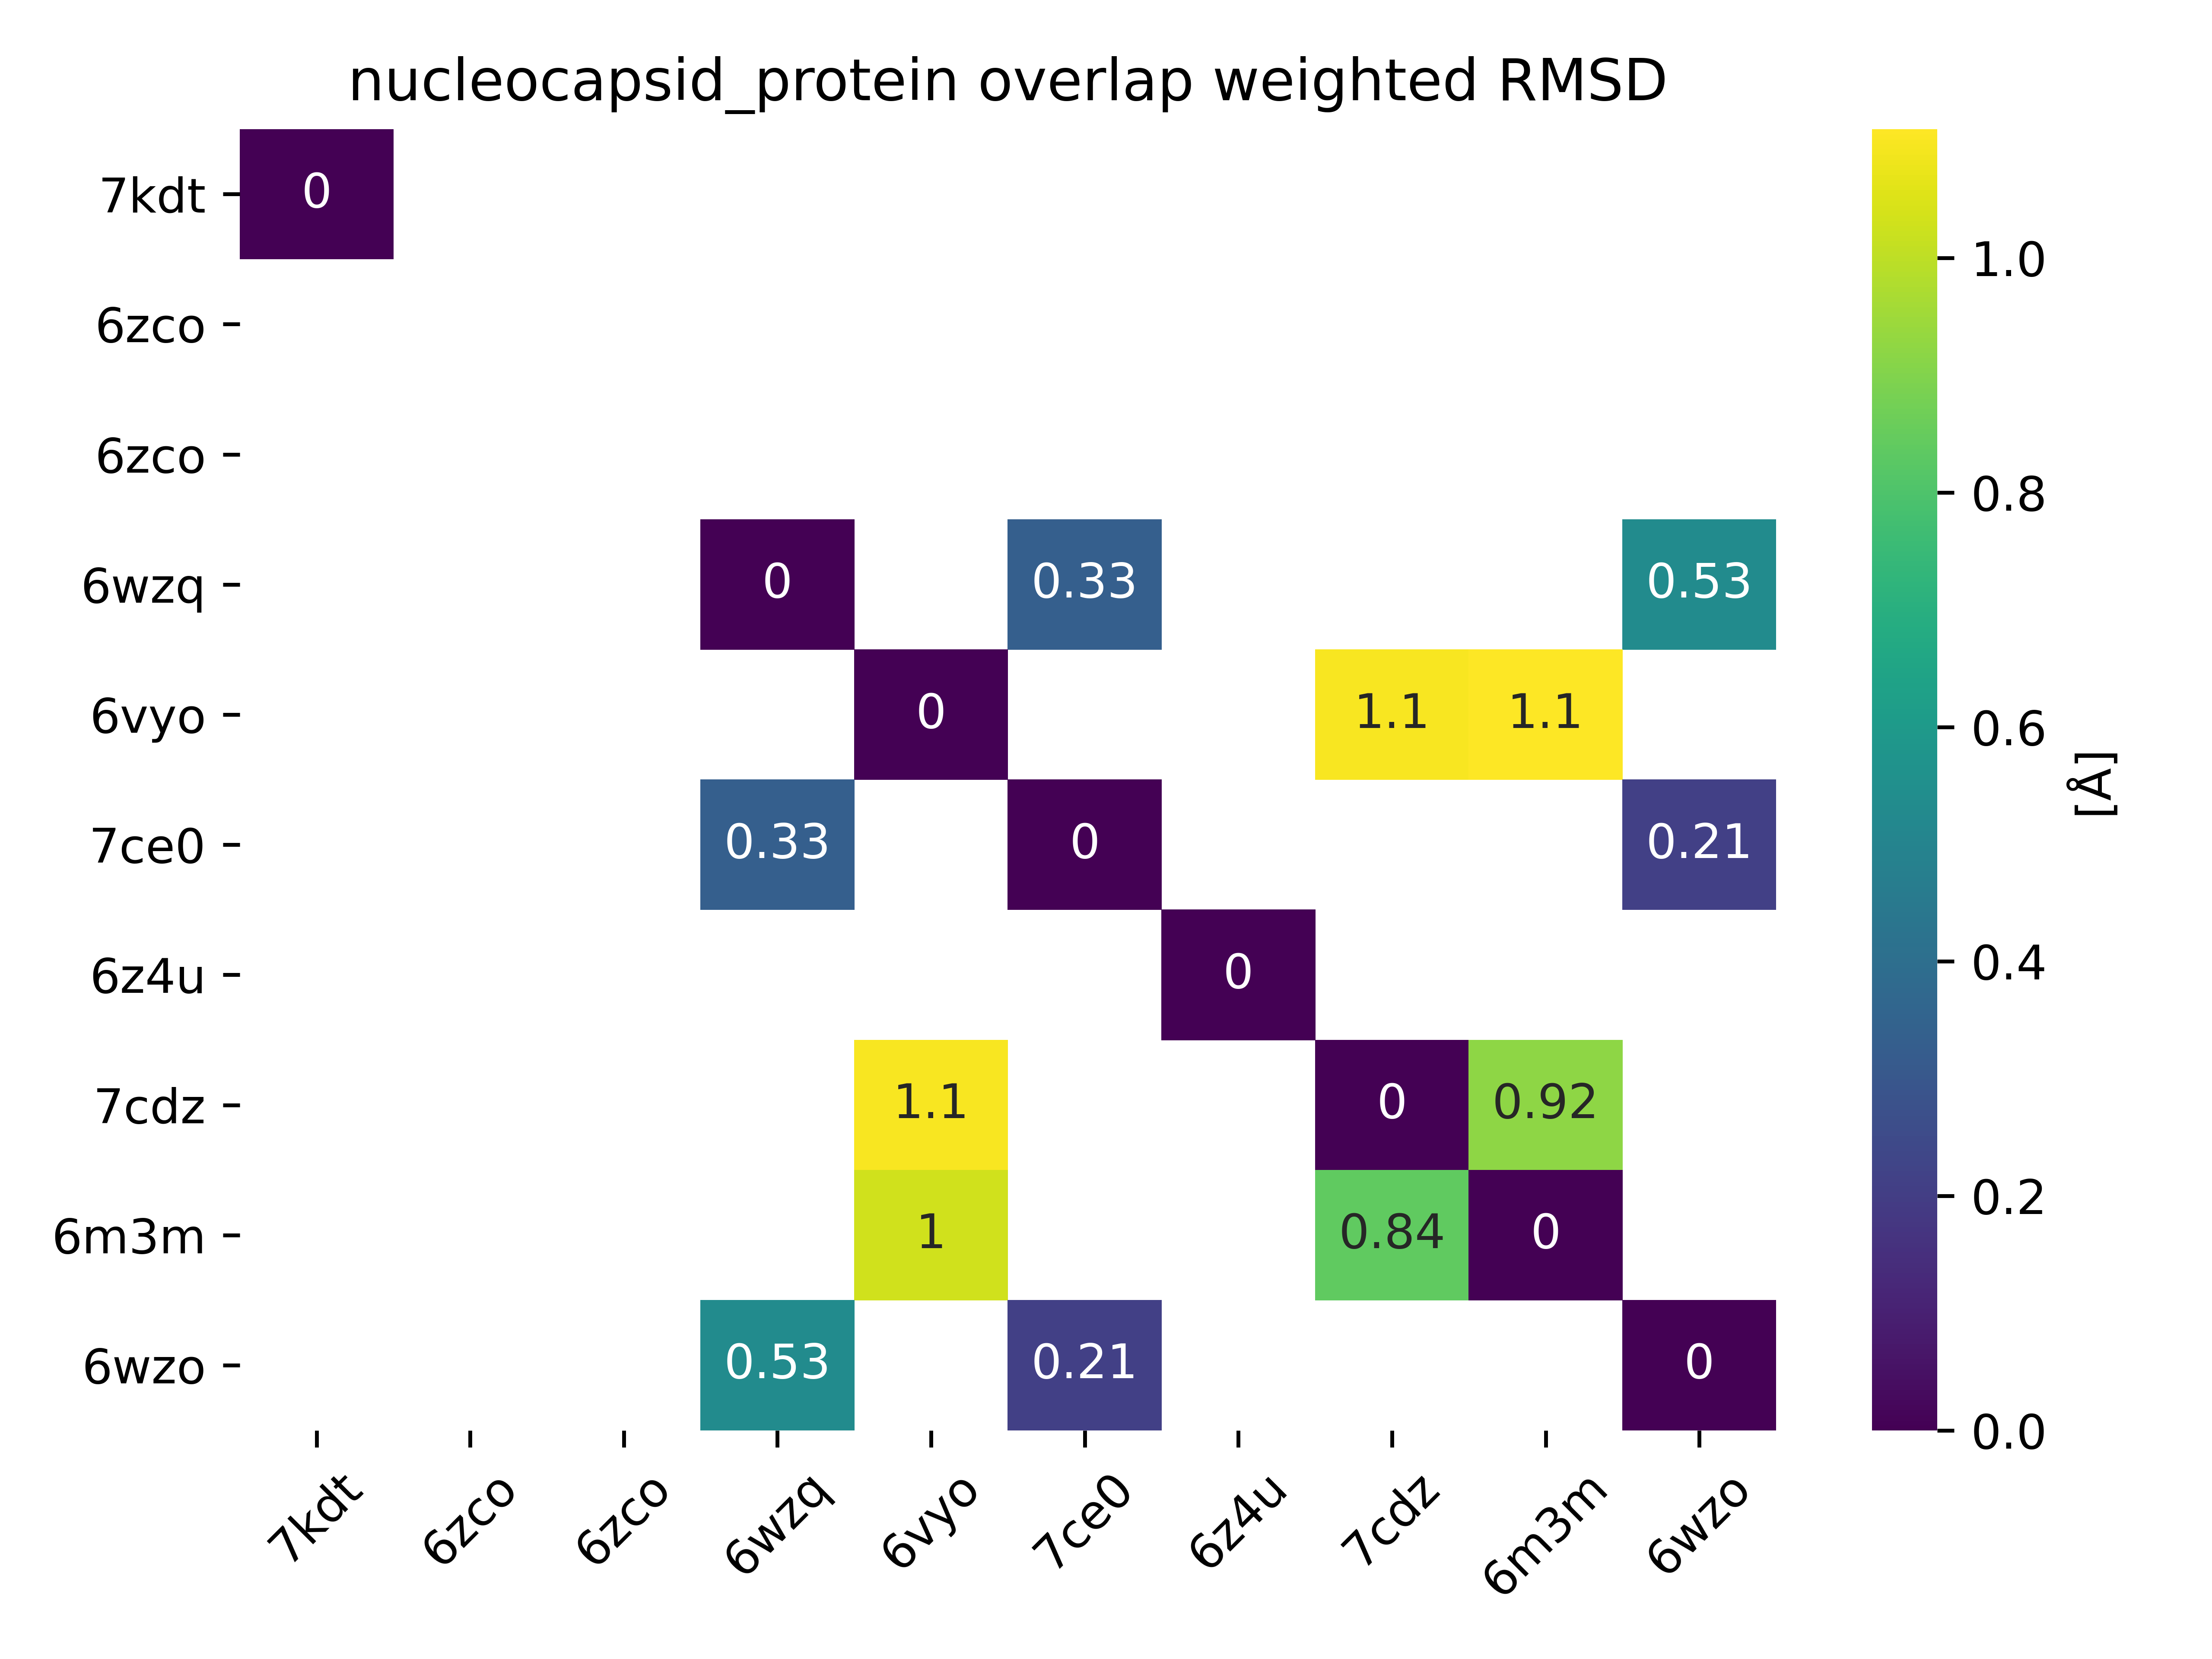 nucleocapsid_protein overlap weighted RMSD
7kdt 0
6zco
6zco
6wzq 0 0.33 0.53
6vyo 0 1.1 1.1
7ce0 0.33 0 0.21
6z4u 0
7cdz 1.1 0 0.92
6m3m 1 0.84 0
6wzo 0.53 0.21 0
7kdt 6zco 6zco 6wzq 6vyo 7ce0 6z4u 7cdz 6m3m 6wzo
1.0
0.8
0.6
0.4
0.2
0.0
[Å]